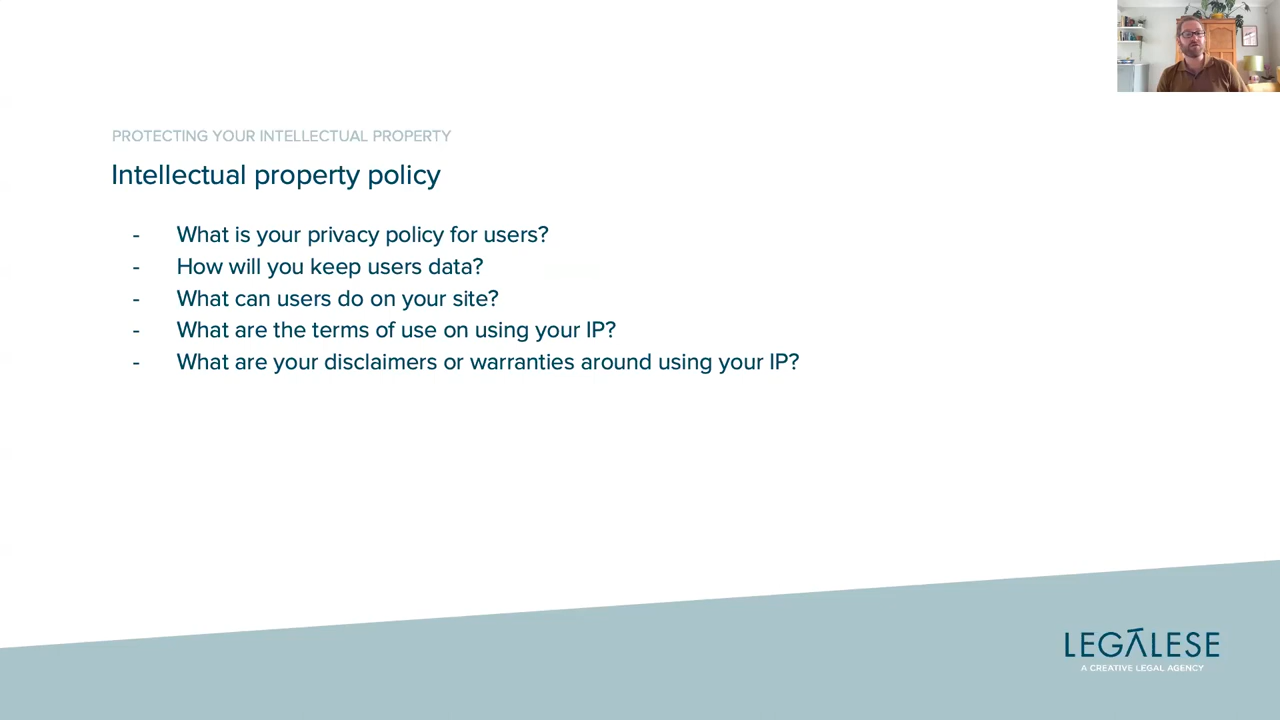 PROTECTING YOUR INTELLECTUAL PROPERTY
Intellectual property policy
- What is your privacy policy for users?
- How will you keep users data?
- What can users do on your site?
- What are the terms of use on using your IP?
- What are your disclaimers or warranties around using your IP?
LEGALESE
A CREATIVE LEGAL AGENCY